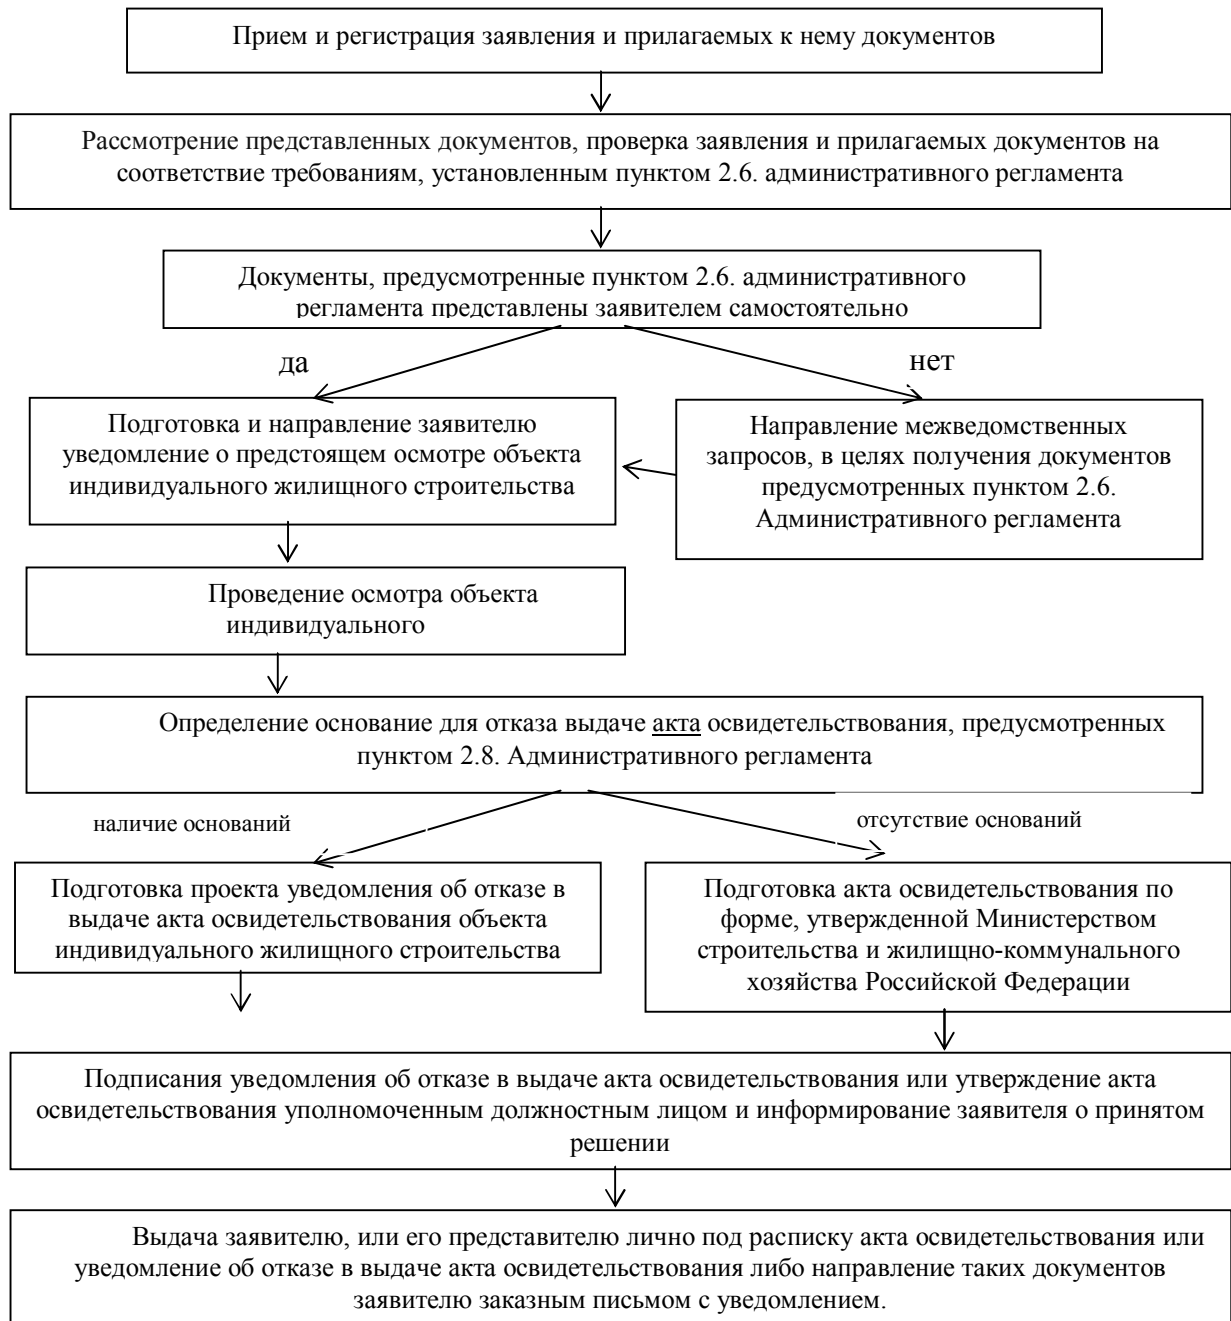 Прием и регистрация заявления и прилагаемых к нему документов
Рассмотрение представленных документов, проверка заявления и прилагаемых документов на
соответствие требованиям, установленным пунктом 2.6. административного регламента
Документы, предусмотренные пунктом 2.6. административного
регламента представлены заявителем самостоятельно
да
нет
Подготовка и направление заявителю
уведомление о предстоящем осмотре объекта
индивидуального жилищного строительства
Направление межведомственных
запросов, в целях получения документов
предусмотренных пунктом 2.6.
Административного регламента
Проведение осмотра объекта
индивидуального
Определение основание для отказа выдаче акта освидетельствования, предусмотренных
пунктом 2.8. Административного регламента
наличие оснований
отсутствие оснований
Подготовка проекта уведомления об отказе в
выдаче акта освидетельствования объекта
индивидуального жилищного строительства
Подготовка акта освидетельствования по
форме, утвержденной Министерством
строительства и жилищно-коммунального
хозяйства Российской Федерации
Подписания уведомления об отказе в выдаче акта освидетельствования или утверждение акта
освидетельствования уполномоченным должностным лицом и информирование заявителя о принятом
решении
Выдача заявителю, или его представителю лично под расписку акта освидетельствования или
уведомление об отказе в выдаче акта освидетельствования либо направление таких документов
заявителю заказным письмом с уведомлением.